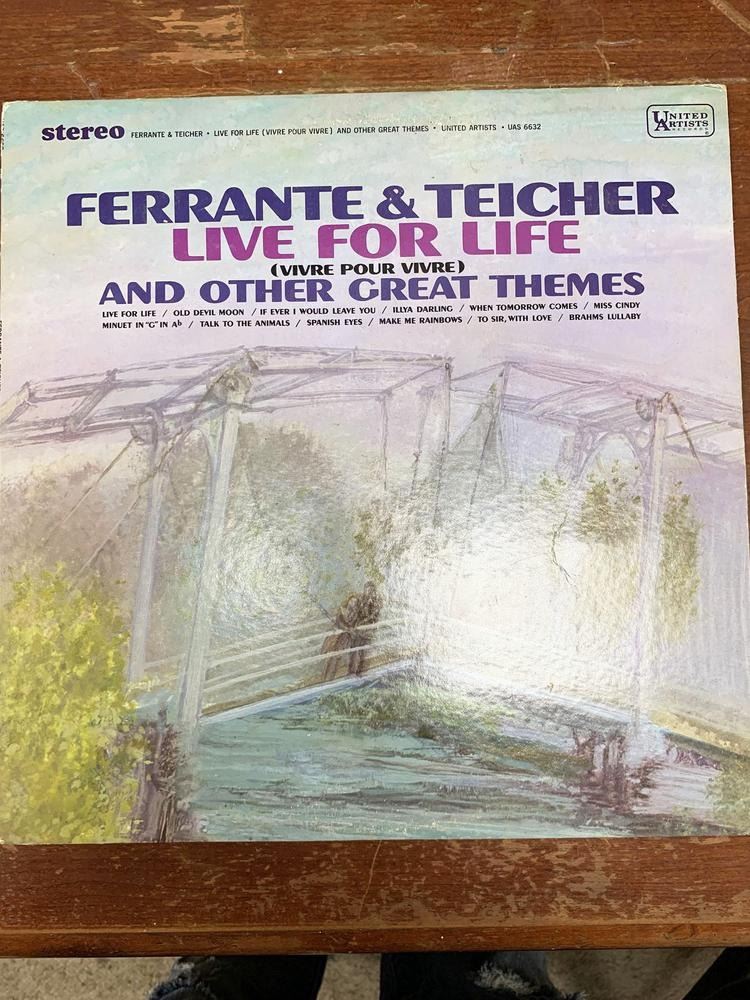 stereo FERRANTE & TEICHER • LIVE FOR LIFE (VIVRE POUR VIVRE) AND OTHER GREAT THEMES • UNITED ARTISTS • UAS 6632
UNITED
ARTISTS
RECORDS
FERRANTE & TEICHER
LIVE FOR LIFE
(VIVRE POUR VIVRE)
AND OTHER GREAT THEMES
LIVE FOR LIFE / OLD DEVIL MOON / IF EVER I WOULD LEAVE YOU / ILLYA DARLING / WHEN TOMORROW COMES / MISS CINDY
MINUET IN "G" IN Ab / TALK TO THE ANIMALS / SPANISH EYES / MAKE ME RAINBOWS / TO SIR, WITH LOVE / BRAHMS LULLABY